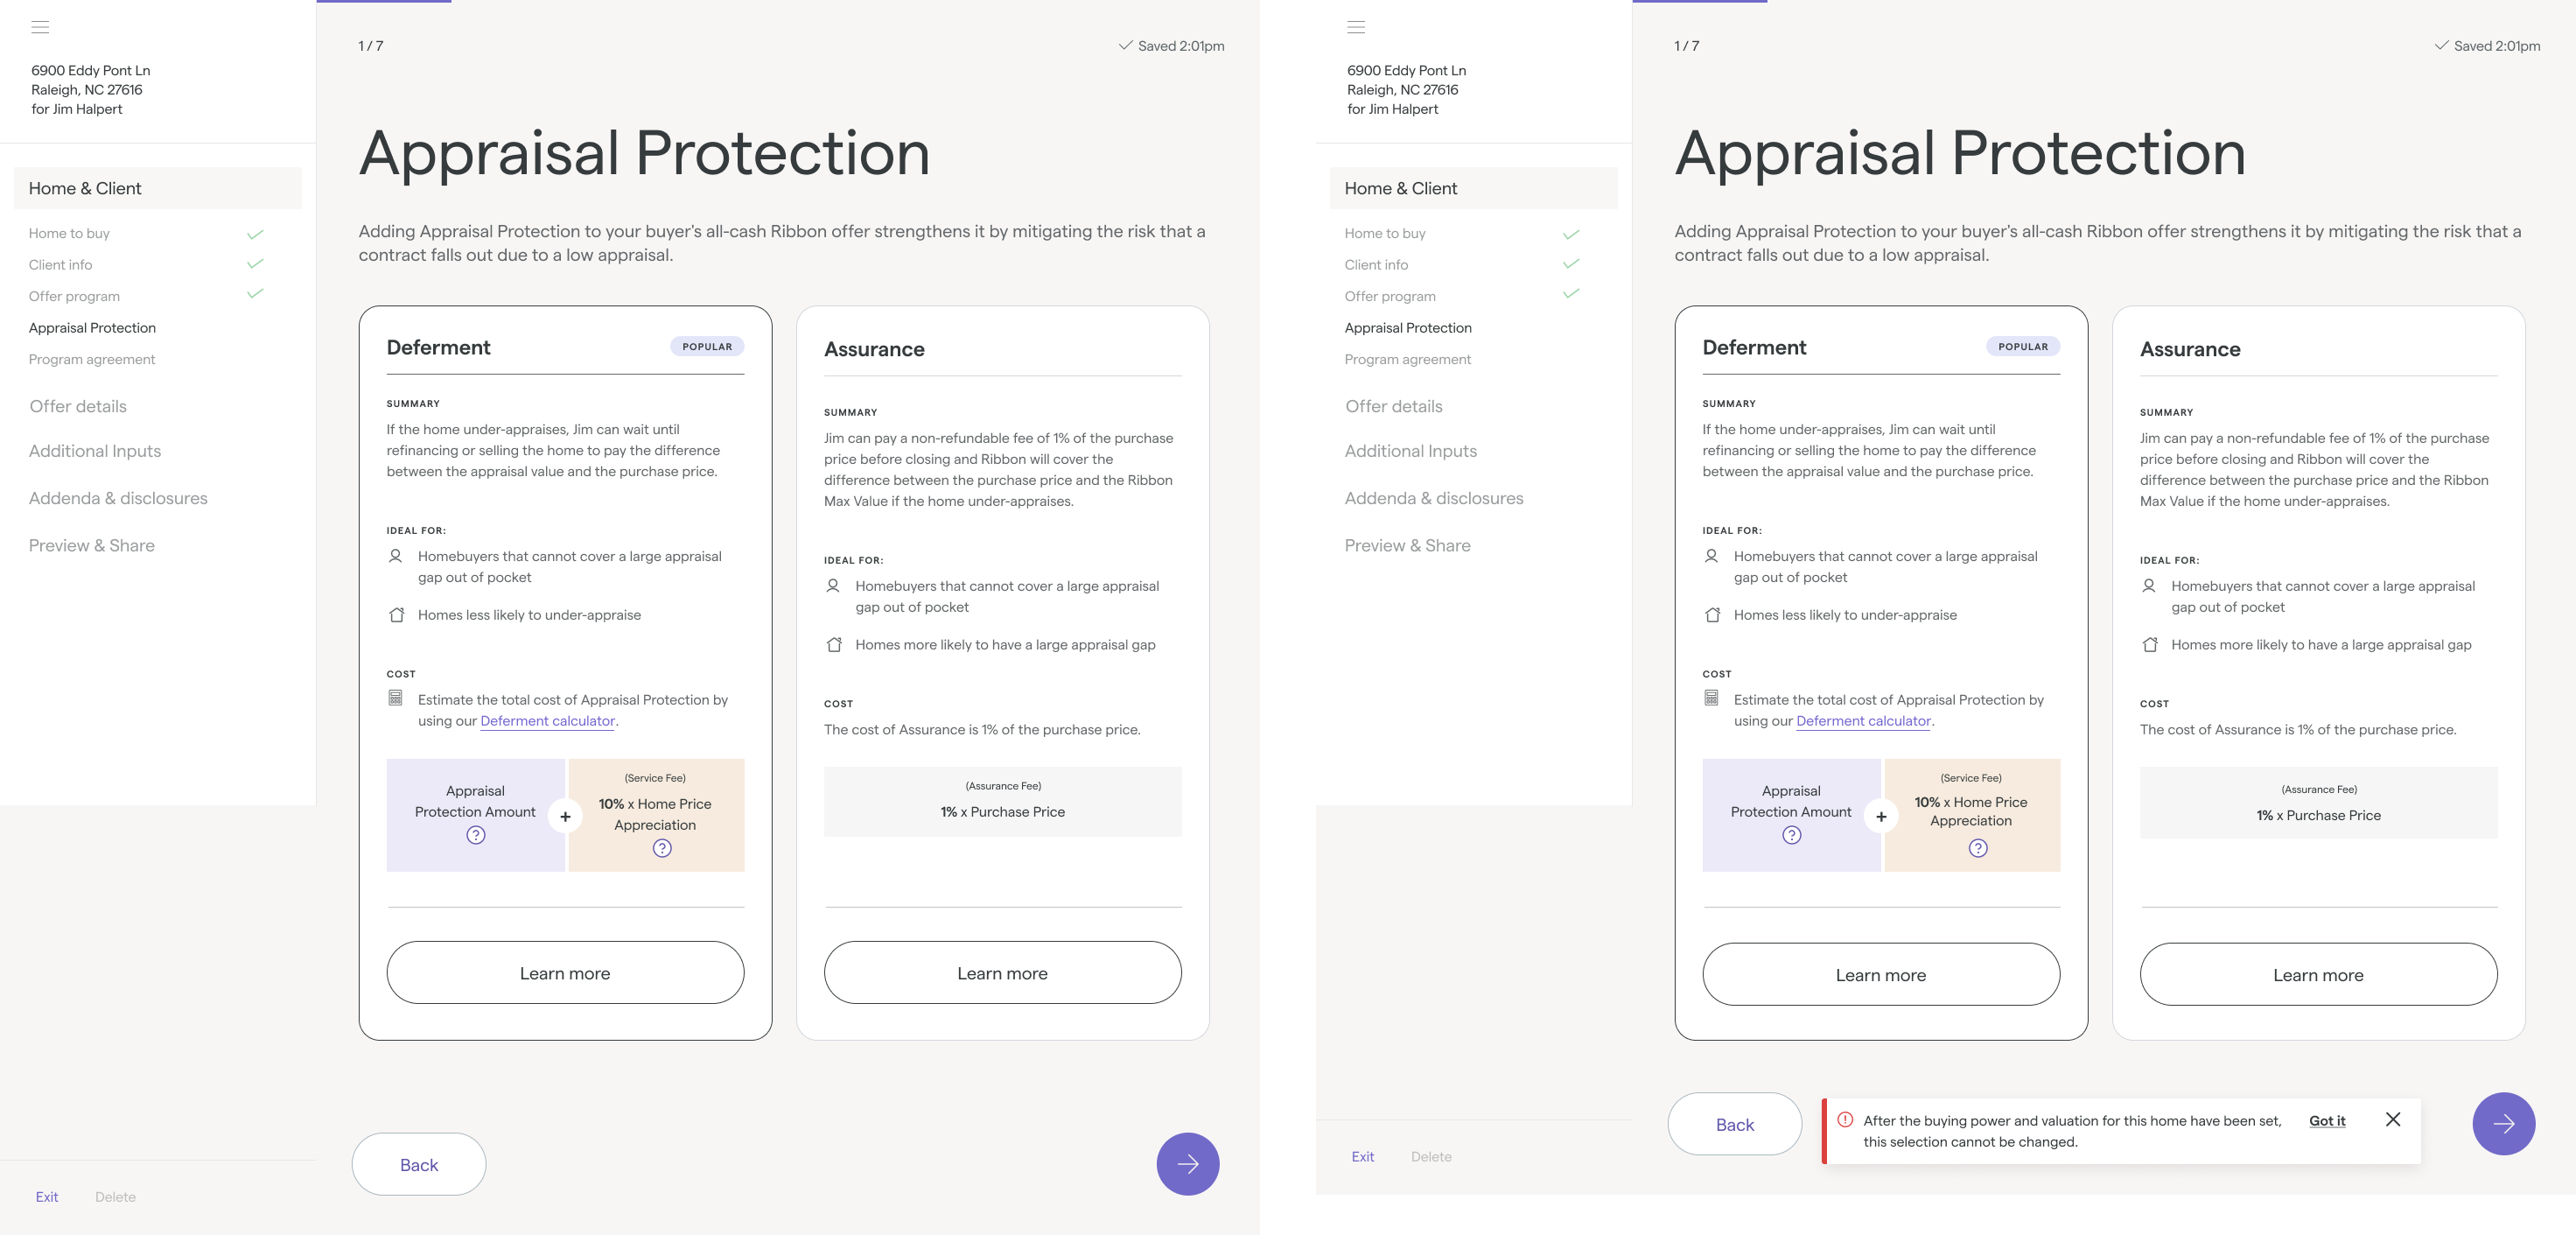 6900 Eddy Pont Ln
Raleigh, NC 27616
for Jim Halpert
Home & Client
Home to buy
Client info
Offer program
Appraisal Protection
Program agreement
Offer details
Additional Inputs
Addenda & disclosures
Preview & Share
Exit
Delete
1 / 7
Saved 2:01pm
Appraisal Protection
Adding Appraisal Protection to your buyer's all-cash Ribbon offer strengthens it by mitigating the risk that a
contract falls out due to a low appraisal.
Deferment
POPULAR
SUMMARY
If the home under-appraises, Jim can wait until
refinancing or selling the home to pay the difference
between the appraisal value and the purchase price.
IDEAL FOR:
Homebuyers that cannot cover a large appraisal
gap out of pocket
Homes less likely to under-appraise
COST
Estimate the total cost of Appraisal Protection by
using our Deferment calculator.
Appraisal
Protection Amount
?
+
(Service Fee)
10% x Home Price
Appreciation
?
Learn more
Assurance
SUMMARY
Jim can pay a non-refundable fee of 1% of the purchase
price before closing and Ribbon will cover the
difference between the purchase price and the Ribbon
Max Value if the home under-appraises.
IDEAL FOR:
Homebuyers that cannot cover a large appraisal
gap out of pocket
Homes more likely to have a large appraisal gap
COST
The cost of Assurance is 1% of the purchase price.
(Assurance Fee)
1% x Purchase Price
Learn more
Back
6900 Eddy Pont Ln
Raleigh, NC 27616
for Jim Halpert
Home & Client
Home to buy
Client info
Offer program
Appraisal Protection
Program agreement
Offer details
Additional Inputs
Addenda & disclosures
Preview & Share
Exit
Delete
1 / 7
Saved 2:01pm
Appraisal Protection
Adding Appraisal Protection to your buyer's all-cash Ribbon offer strengthens it by mitigating the risk that a
contract falls out due to a low appraisal.
Deferment
POPULAR
SUMMARY
If the home under-appraises, Jim can wait until
refinancing or selling the home to pay the difference
between the appraisal value and the purchase price.
IDEAL FOR:
Homebuyers that cannot cover a large appraisal
gap out of pocket
Homes less likely to under-appraise
COST
Estimate the total cost of Appraisal Protection by
using our Deferment calculator.
Appraisal
Protection Amount
?
+
(Service Fee)
10% x Home Price
Appreciation
?
Learn more
Assurance
SUMMARY
Jim can pay a non-refundable fee of 1% of the purchase
price before closing and Ribbon will cover the
difference between the purchase price and the Ribbon
Max Value if the home under-appraises.
IDEAL FOR:
Homebuyers that cannot cover a large appraisal
gap out of pocket
Homes more likely to have a large appraisal gap
COST
The cost of Assurance is 1% of the purchase price.
(Assurance Fee)
1% x Purchase Price
Learn more
Back
After the buying power and valuation for this home have been set,
this selection cannot be changed.
Got it